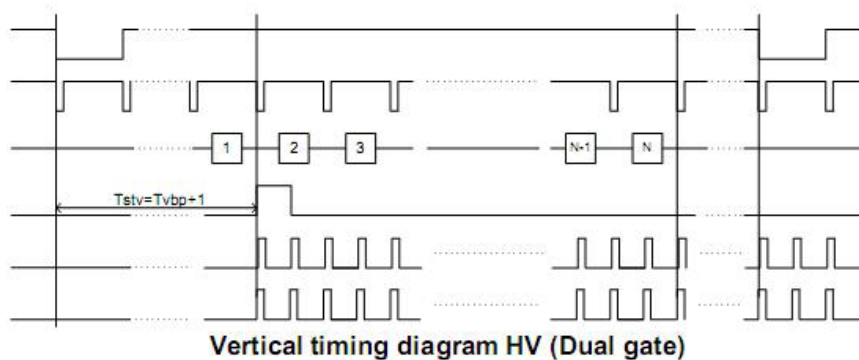 1 2 3 N-1 N
Tstv=Tvbp+1
Vertical timing diagram HV (Dual gate)